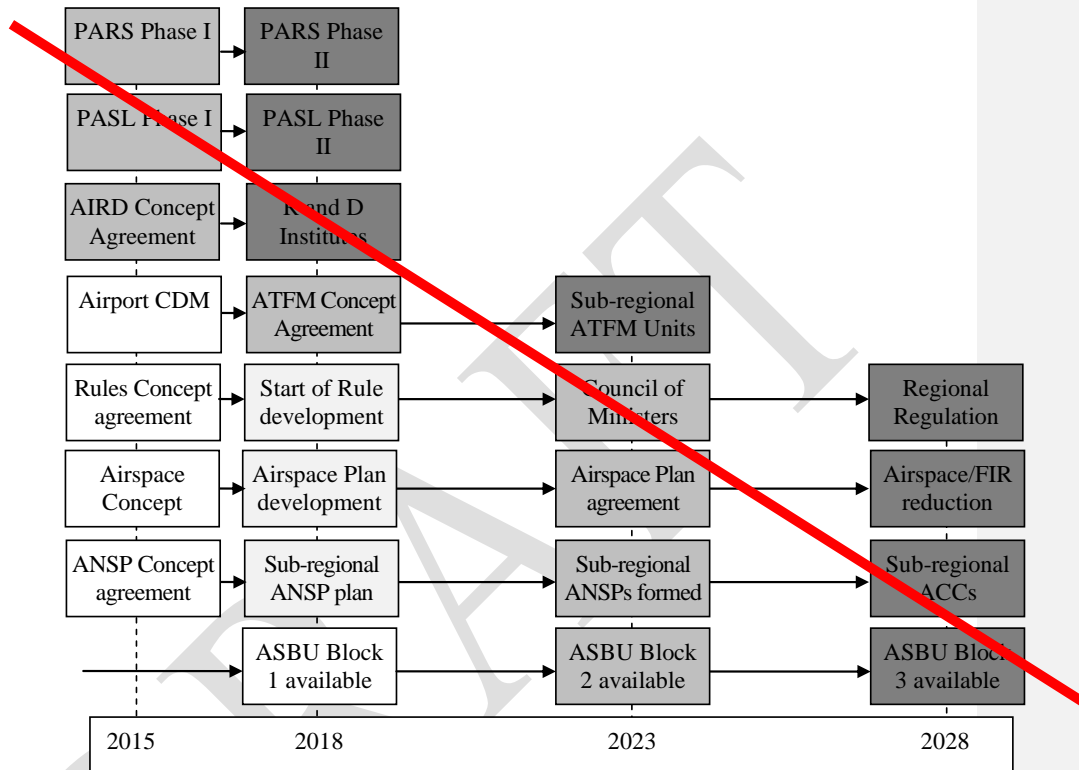 PARS Phase I
PARS Phase
II
PASL Phase I
PASL Phase
II
AIRD Concept
Agreement
R and D
Institutes
Airport CDM
ATFM Concept
Agreement
Sub-regional
ATFM Units
Rules Concept
agreement
Start of Rule
development
Council of
Ministers
Regional
Regulation
Airspace
Concept
Airspace Plan
development
Airspace Plan
agreement
Airspace/FIR
reduction
ANSP Concept
agreement
Sub-regional
ANSP plan
Sub-regional
ANSPs formed
Sub-regional
ACCs
ASBU Block
1 available
ASBU Block
2 available
ASBU Block
3 available
2015
2018
2023
2028
DRAFT